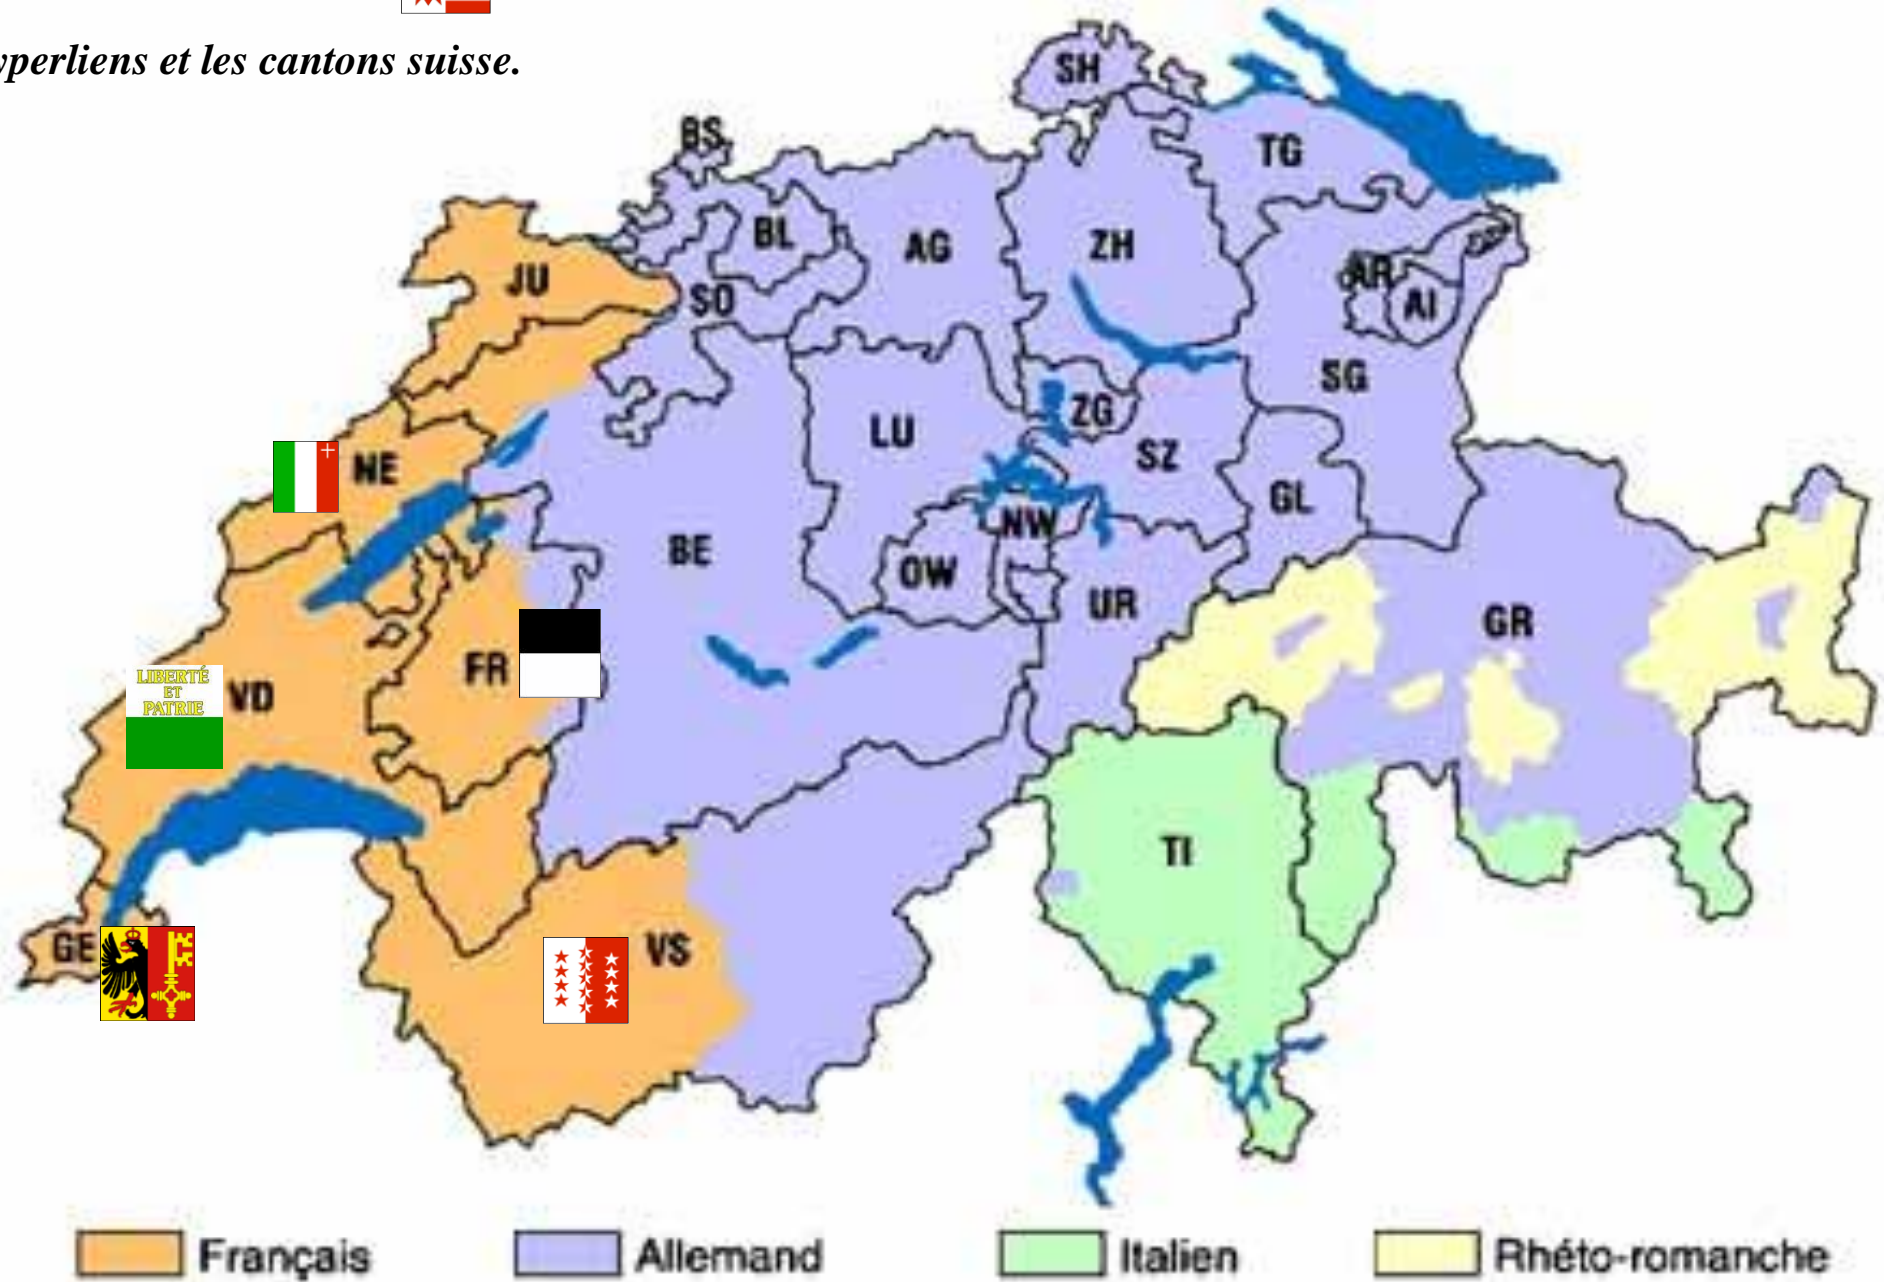 yperliens et les cantons suisse.
SH
BS
TG
BL
AG
ZH
JU
SO
AR
AI
SG
ZG
LU
NE
SZ
GL
NW
BE
OW
UR
GR
FR
LIBERTÉ
ET
PATRIE
VD
TI
GE
VS
Français
Allemand
Italien
Rhéto-romanche